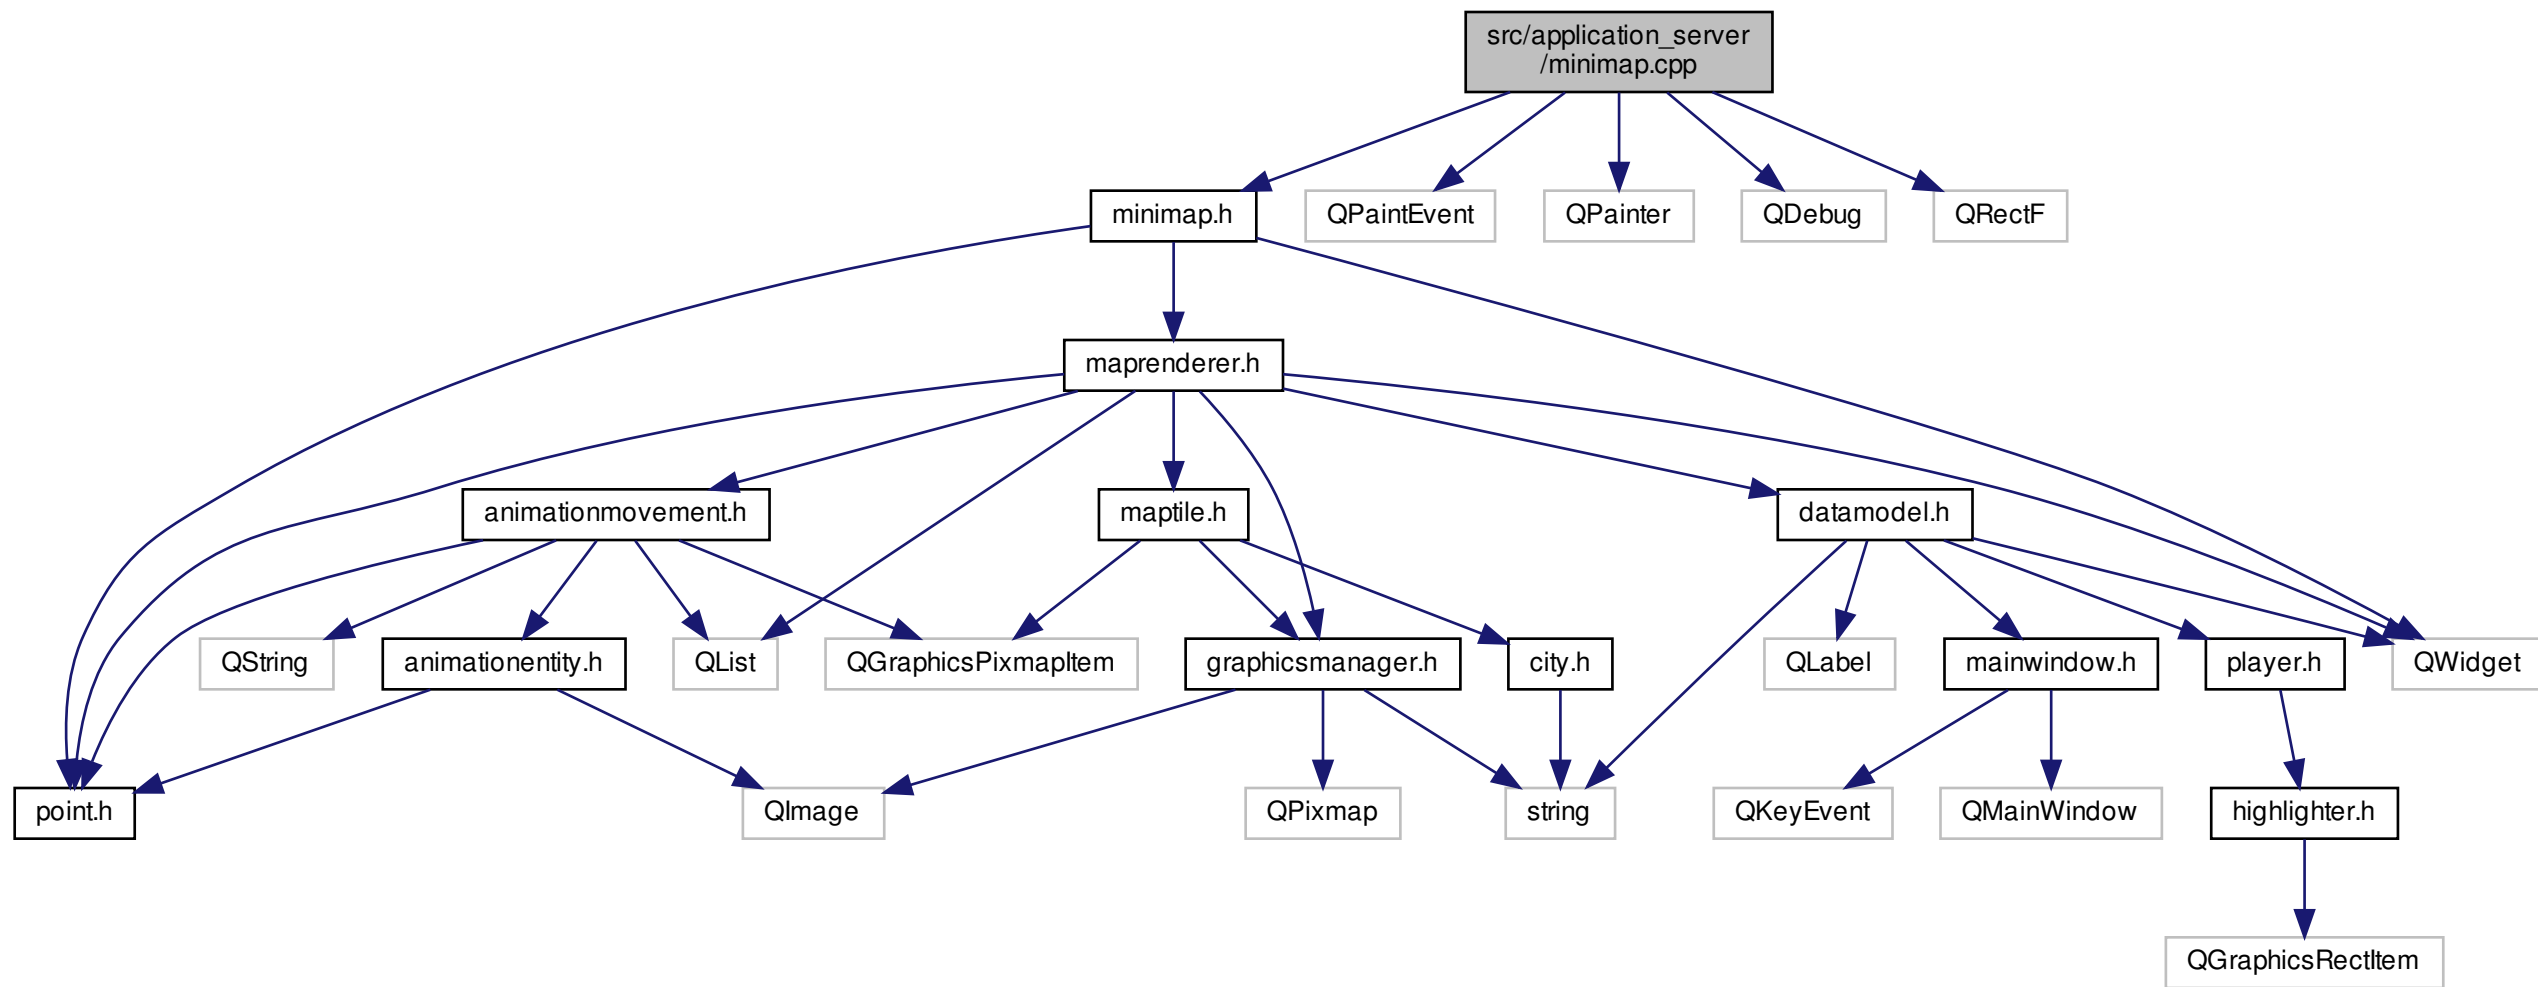 src/application_server
/minimap.cpp
minimap.h
QPaintEvent
QPainter
QDebug
QRectF
maprenderer.h
animationmovement.h
maptile.h
datamodel.h
QString
animationentity.h
QList
QGraphicsPixmapItem
graphicsmanager.h
city.h
QLabel
mainwindow.h
player.h
QWidget
point.h
QImage
QPixmap
string
QKeyEvent
QMainWindow
highlighter.h
QGraphicsRectItem